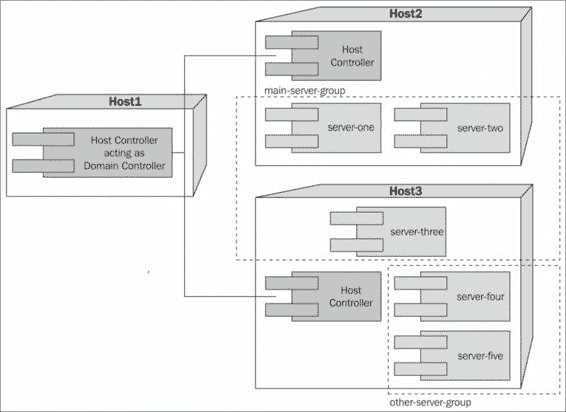 Host1
Host Controller
acting as
Domain Controller
Host2
Host
Controller
main-server-group
server-one
server-two
Host3
server-three
Host
Controller
server-four
server-five
other-server-group